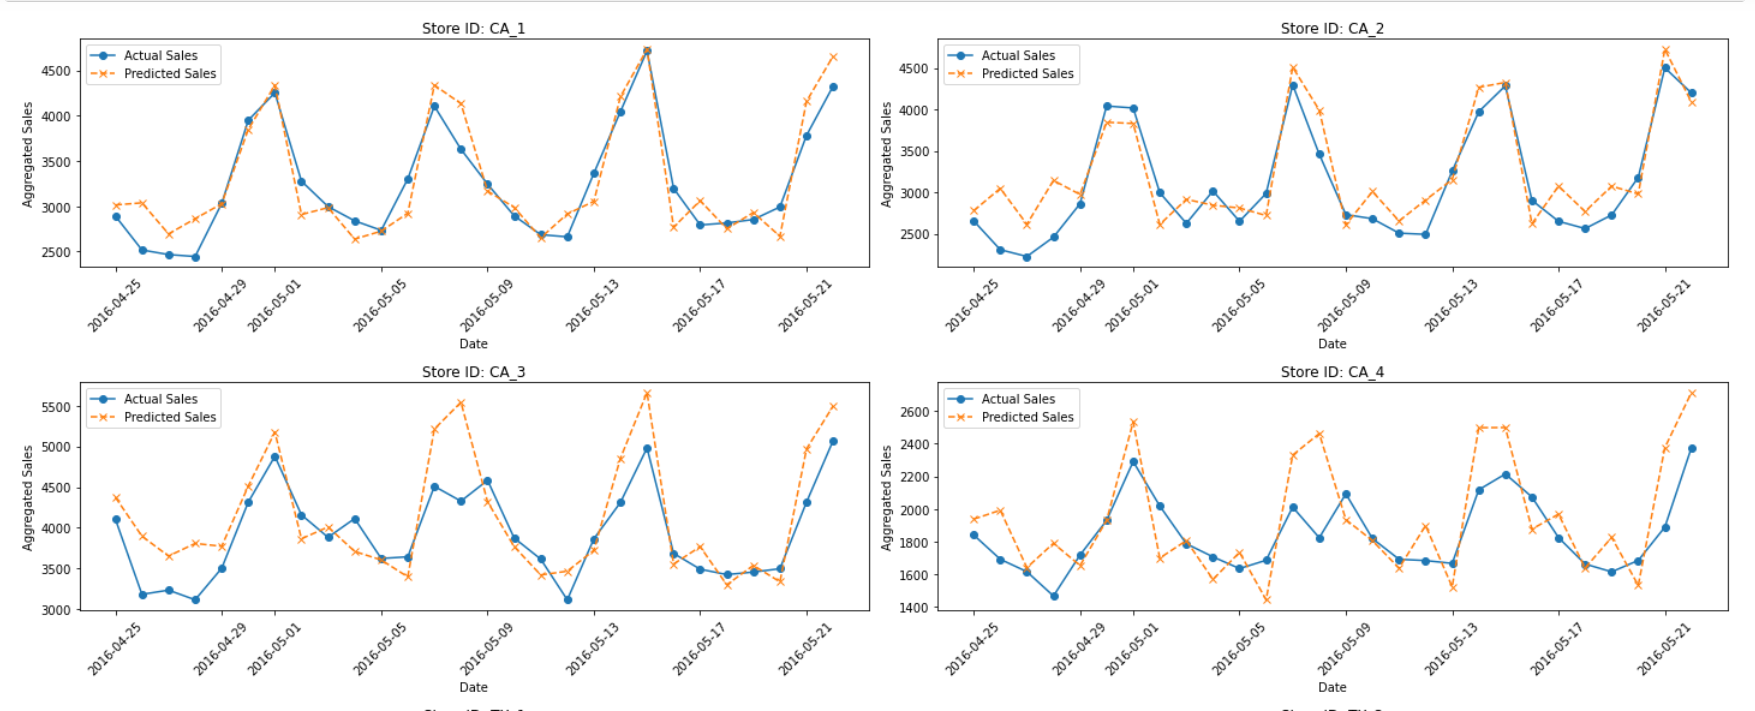 Store ID: CA_1
Actual Sales
Predicted Sales
Aggregated Sales
4500
4000
3500
3000
2500
2016-04-25
2016-04-29
2016-05-01
2016-05-05
2016-05-09
2016-05-13
2016-05-17
2016-05-21
Date
Store ID: CA_2
Actual Sales
Predicted Sales
Aggregated Sales
4500
4000
3500
3000
2500
2016-04-25
2016-04-29
2016-05-01
2016-05-05
2016-05-09
2016-05-13
2016-05-17
2016-05-21
Date
Store ID: CA_3
Actual Sales
Predicted Sales
Aggregated Sales
5500
5000
4500
4000
3500
3000
2016-04-25
2016-04-29
2016-05-01
2016-05-05
2016-05-09
2016-05-13
2016-05-17
2016-05-21
Date
Store ID: CA_4
Actual Sales
Predicted Sales
Aggregated Sales
2600
2400
2200
2000
1800
1600
1400
2016-04-25
2016-04-29
2016-05-01
2016-05-05
2016-05-09
2016-05-13
2016-05-17
2016-05-21
Date